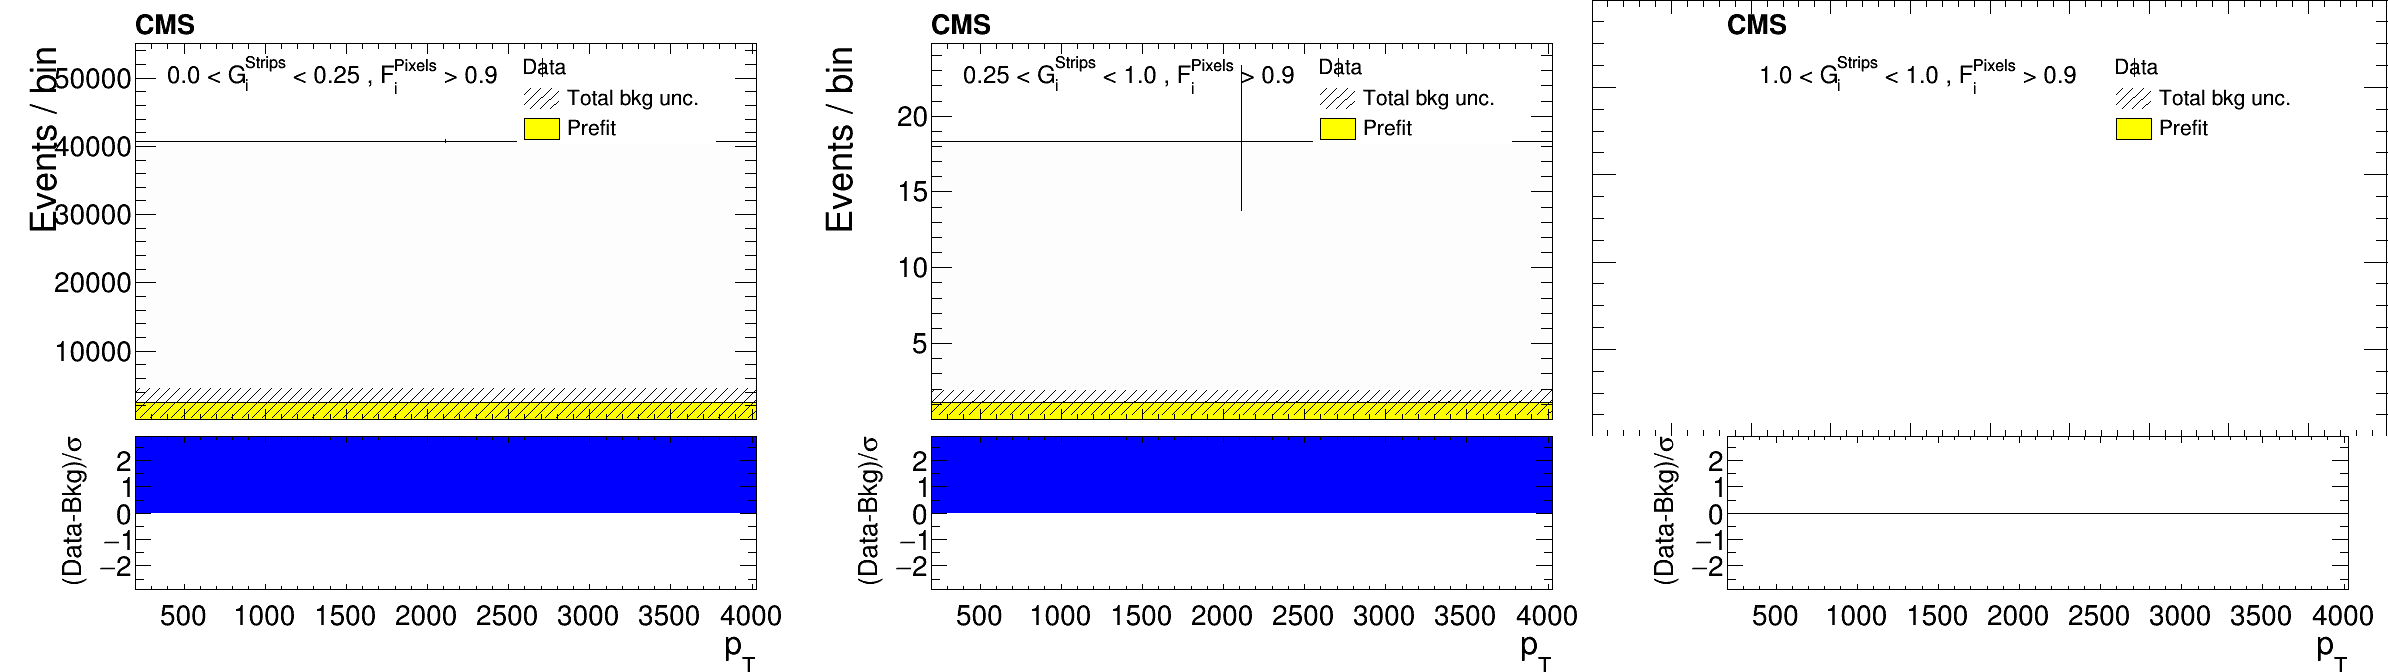 CMS
0.0 < G_i^Strips < 0.25 , F_i^Pixels > 0.9
Data
Total bkg unc.
Prefit
Events / bin
50000
40000
30000
20000
10000
(Data-Bkg)/σ
2
1
0
−1
−2
500 1000 1500 2000 2500 3000 3500 4000
p_T
CMS
0.25 < G_i^Strips < 1.0 , F_i^Pixels > 0.9
Data
Total bkg unc.
Prefit
Events / bin
20
15
10
5
(Data-Bkg)/σ
2
1
0
−1
−2
500 1000 1500 2000 2500 3000 3500 4000
p_T
CMS
1.0 < G_i^Strips < 1.0 , F_i^Pixels > 0.9
Data
Total bkg unc.
Prefit
(Data-Bkg)/σ
2
1
0
−1
−2
500 1000 1500 2000 2500 3000 3500 4000
p_T